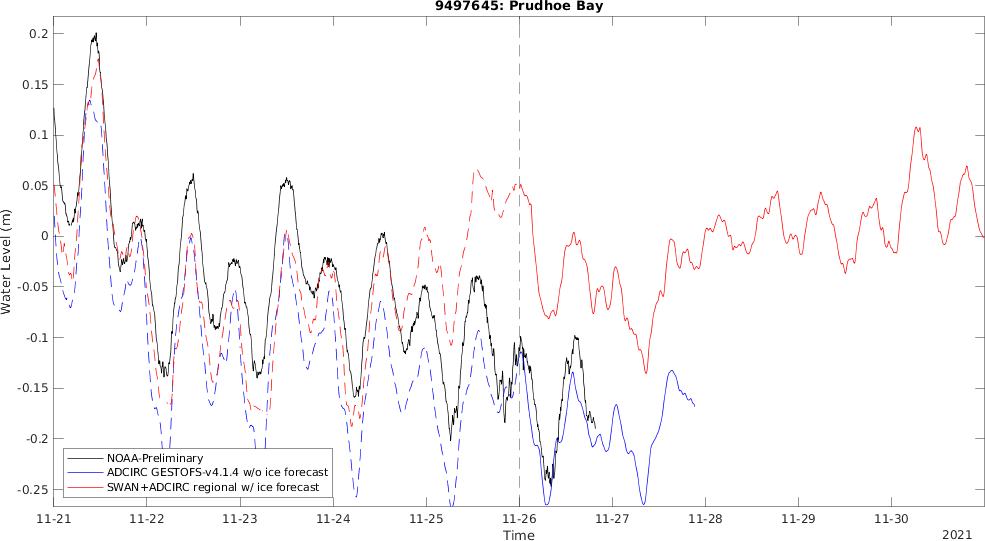 9497645: Prudhoe Bay
0.2
0.15
0.1
0.05
0
-0.05
-0.1
-0.15
-0.2
-0.25
Water Level (m)
NOAA-Preliminary
ADCIRC GESTOFS-v4.1.4 w/o ice forecast
SWAN+ADCIRC regional w/ ice forecast
11-21 11-22 11-23 11-24 11-25 11-26 11-27 11-28 11-29 11-30
Time
2021